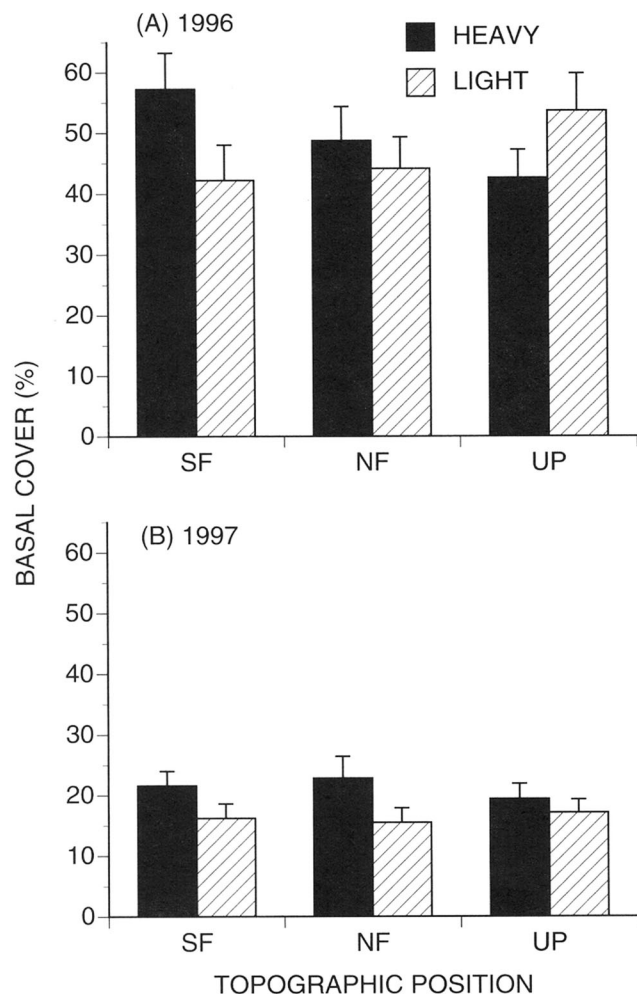 (A) 1996
HEAVY
LIGHT
60
50
40
30
20
10
0
SF NF UP
BASAL COVER (%)
(B) 1997
60
50
40
30
20
10
0
SF NF UP
TOPOGRAPHIC POSITION